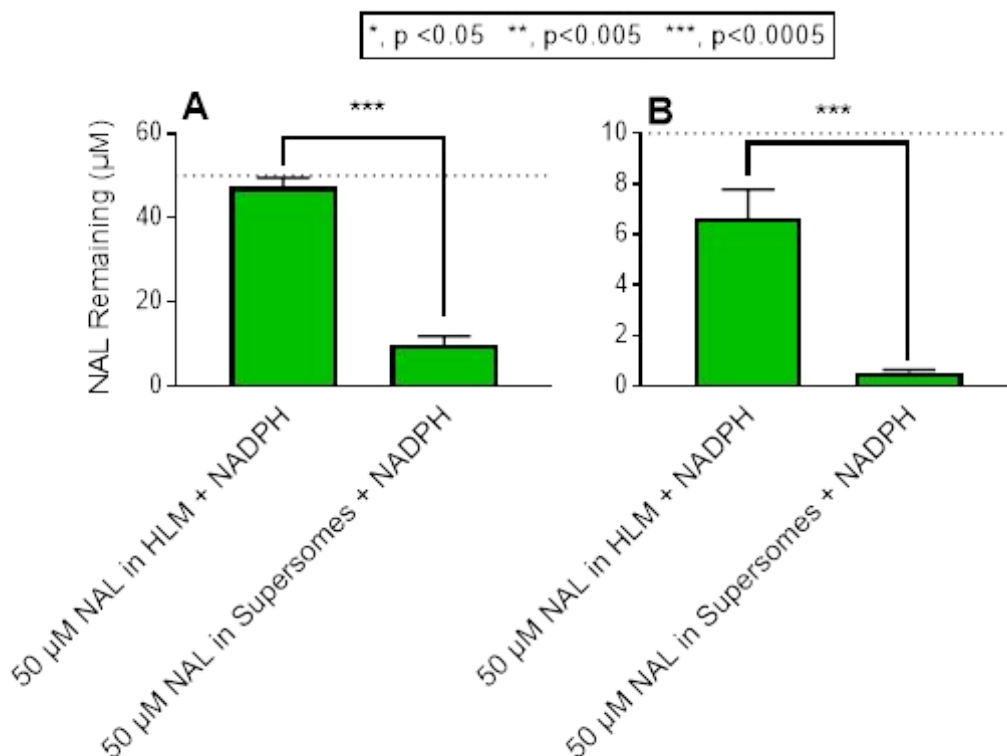 *, p <0.05 **, p<0.005 ***, p<0.0005
A
***
B
***
NAL Remaining (µM)
60
40
20
0
10
8
6
4
2
0
50 µM NAL in HLM + NADPH
50 µM NAL in Supersomes + NADPH
50 µM NAL in HLM + NADPH
50 µM NAL in Supersomes + NADPH